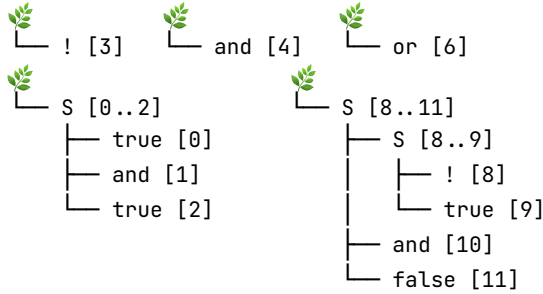 ! [3] and [4] or [6]
S [0..2] S [8..11]
true [0] S [8..9]
and [1] ! [8]
true [2] true [9]
and [10]
false [11]